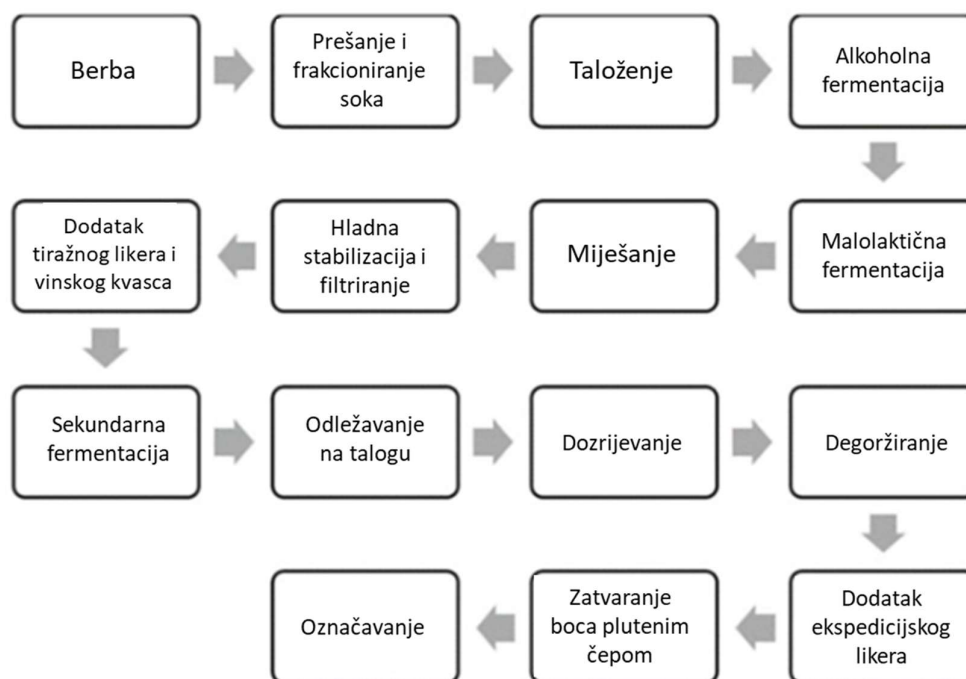 Berba
Prešanje i
frakcioniranje
soka
Taloženje
Alkoholna
fermentacija
Malolaktična
fermentacija
Miješanje
Hladna
stabilizacija i
filtriranje
Dodatak
tiražnog likera i
vinskog kvasca
Sekundarna
fermentacija
Odležavanje
na talogu
Dozrijevanje
Degoržiranje
Dodatak
ekspedicijskog
likera
Zatvaranje
boca plutenim
čepom
Označavanje